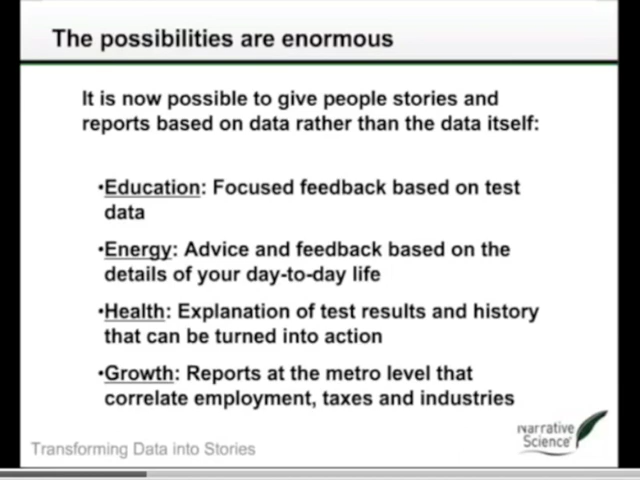 The possibilities are enormous
It is now possible to give people stories and
reports based on data rather than the data itself:
•Education: Focused feedback based on test
data
•Energy: Advice and feedback based on the
details of your day-to-day life
•Health: Explanation of test results and history
that can be turned into action
•Growth: Reports at the metro level that
correlate employment, taxes and industries
Transforming Data into Stories
Narrative
Science